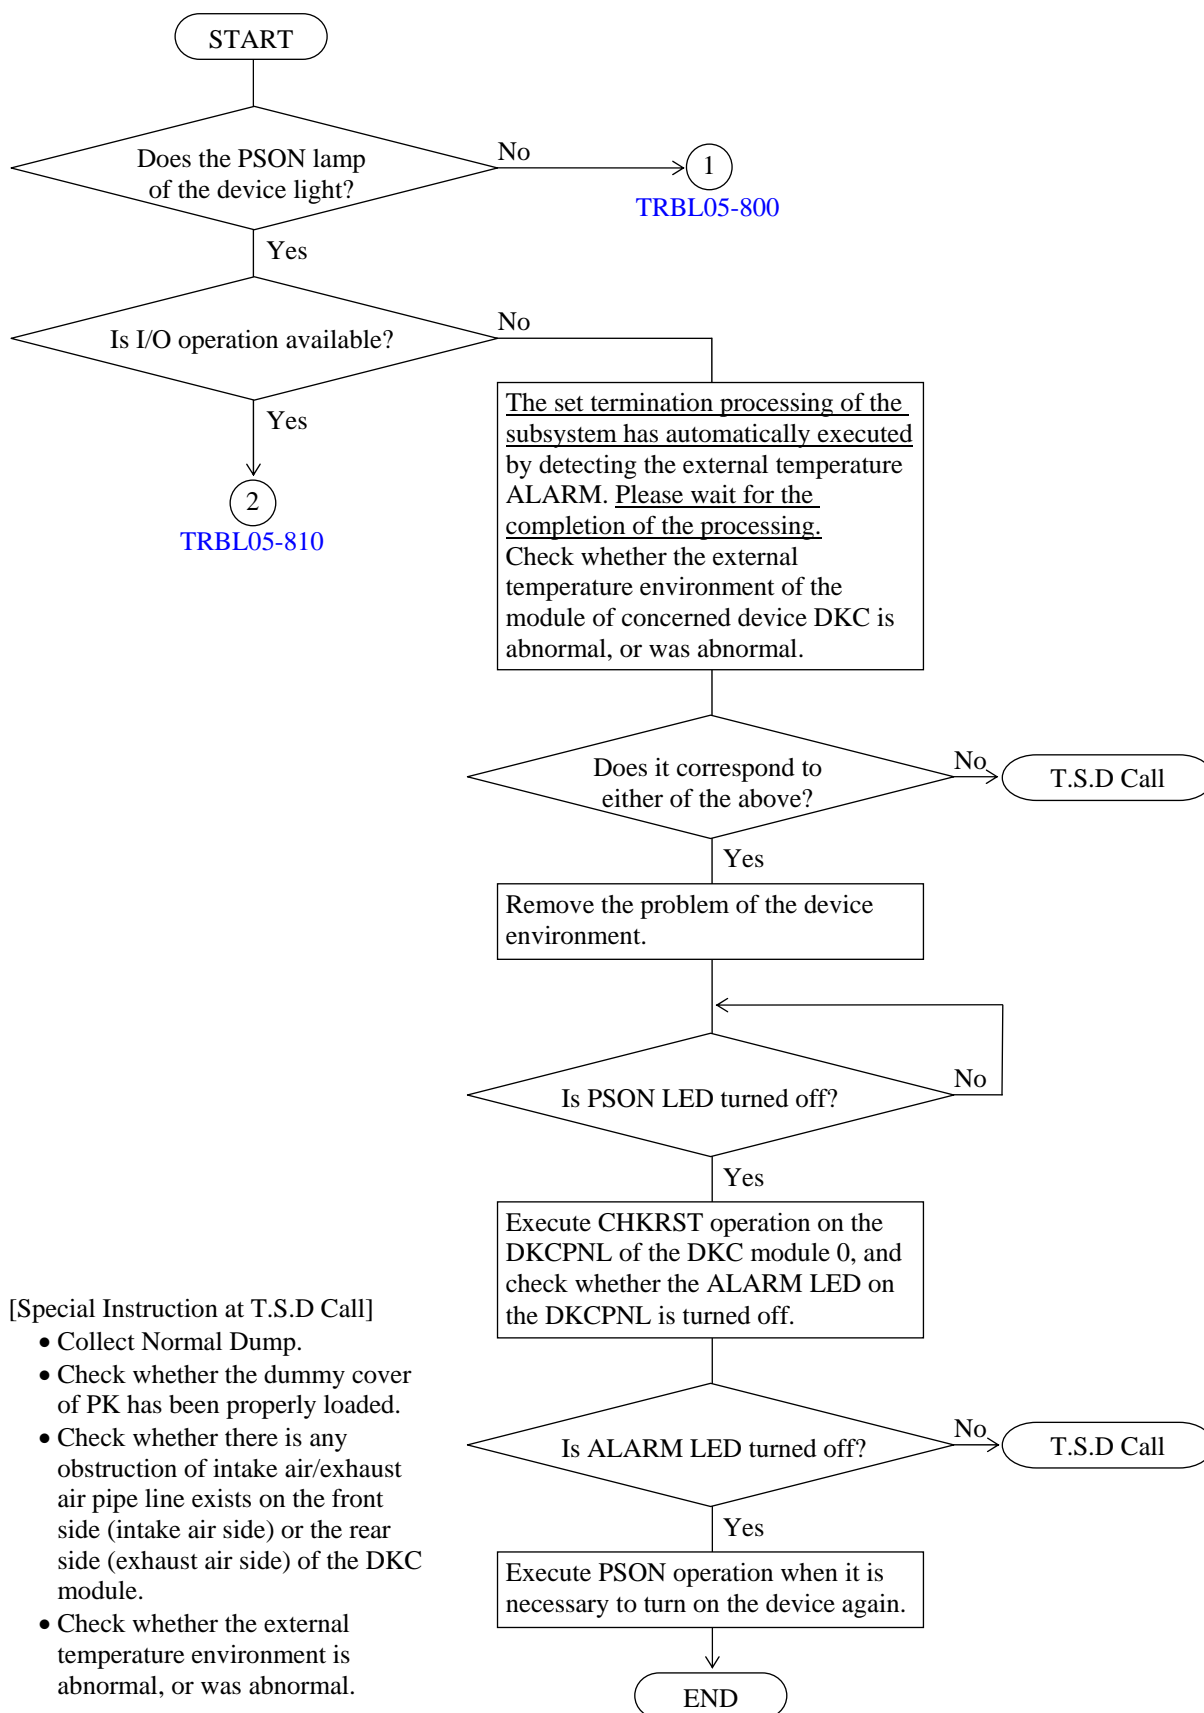 START
Does the PSON lamp
of the device light?
No
1
TRBL05-800
Yes
Is I/O operation available?
No
Yes
2
TRBL05-810
The set termination processing of the
subsystem has automatically executed
by detecting the external temperature
ALARM. Please wait for the
completion of the processing.
Check whether the external
temperature environment of the
module of concerned device DKC is
abnormal, or was abnormal.
Does it correspond to
either of the above?
No
T.S.D Call
Yes
Remove the problem of the device
environment.
Is PSON LED turned off?
No
Yes
Execute CHKRST operation on the
DKCPNL of the DKC module 0, and
check whether the ALARM LED on
the DKCPNL is turned off.
Is ALARM LED turned off?
No
T.S.D Call
Yes
Execute PSON operation when it is
necessary to turn on the device again.
END
[Special Instruction at T.S.D Call]
• Collect Normal Dump.
• Check whether the dummy cover
of PK has been properly loaded.
• Check whether there is any
obstruction of intake air/exhaust
air pipe line exists on the front
side (intake air side) or the rear
side (exhaust air side) of the DKC
module.
• Check whether the external
temperature environment is
abnormal, or was abnormal.